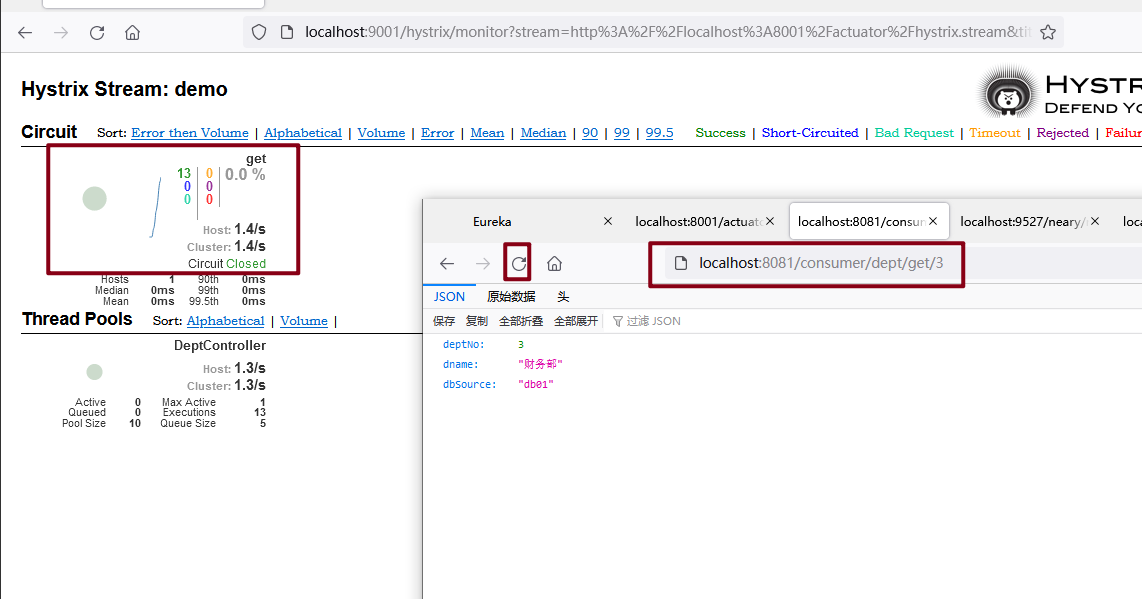 localhost:9001/hystrix/monitor?stream=http%3A%2F%2Flocalhost%3A8001%2Factuator%2Fhystrix.stream&tit
Hystrix Stream: demo
HYSTR
DEFEND YO
Circuit Sort: Error then Volume | Alphabetical | Volume | Error | Mean | Median | 90 | 99 | 99.5 Success | Short-Circuited | Bad Request | Timeout | Rejected | Failur
get
13 0 0.0 %
0 0
0 0
Host: 1.4/s
Cluster: 1.4/s
Circuit Closed
Hosts 1 90th 0ms
Median 0ms 99th 0ms
Mean 0ms 99.5th 0ms
Thread Pools Sort: Alphabetical | Volume |
DeptController
Host: 1.3/s
Cluster: 1.3/s
Active 0 Max Active 1
Queued 0 Executions 13
Pool Size 10 Queue Size 5
Eureka localhost:8001/actuat localhost:8081/consu localhost:9527/neary/ loc
localhost:8081/consumer/dept/get/3
JSON 原始数据 头
保存 复制 全部折叠 全部展开 过滤 JSON
deptNo: 3
dname: "财务部"
dbSource: "db01"